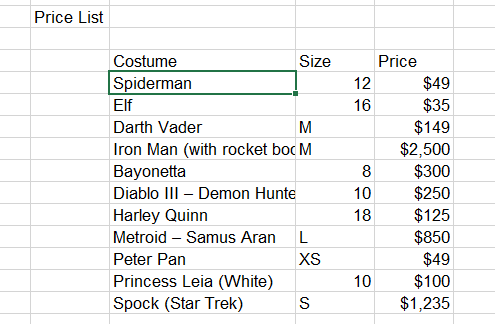 Price List
Costume Size Price
Spiderman 12 $49
Elf 16 $35
Darth Vader M $149
Iron Man (with rocket boo M $2,500
Bayonetta 8 $300
Diablo III – Demon Hunte 10 $250
Harley Quinn 18 $125
Metroid – Samus Aran L $850
Peter Pan XS $49
Princess Leia (White) 10 $100
Spock (Star Trek) S $1,235